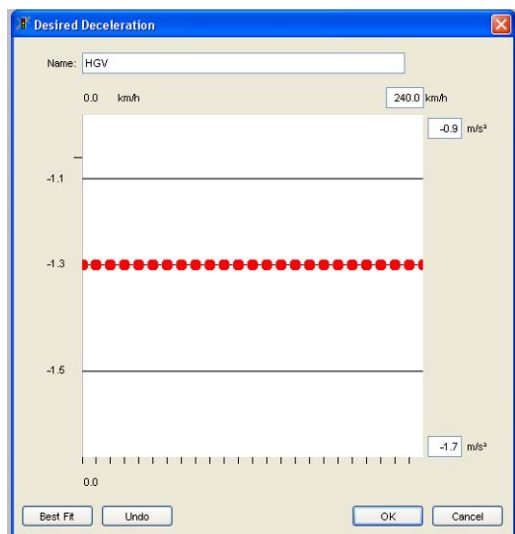 Desired Deceleration
Name: HGV
0.0 km/h 240.0 km/h
-0.9 m/s²
-1.1
-1.3
-1.5
-1.7 m/s²
0.0
Best Fit Undo OK Cancel